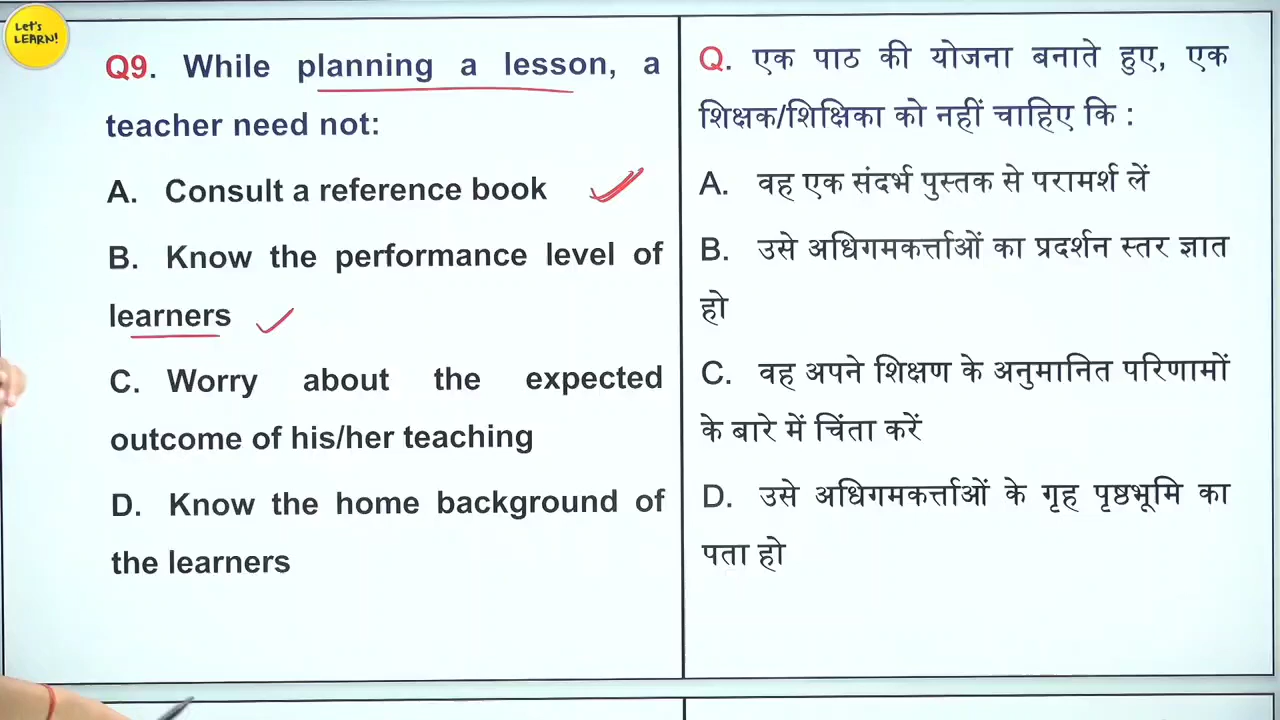 Let's
LEARN!
Q9. While planning a lesson, a
teacher need not:
A. Consult a reference book
B. Know the performance level of
learners
C. Worry about the expected
outcome of his/her teaching
D. Know the home background of
the learners
Q. एक पाठ की योजना बनाते हुए, एक
शिक्षक/शिक्षिका को नहीं चाहिए कि :
A. वह एक संदर्भ पुस्तक से परामर्श लें
B. उसे अधिगमकर्त्ताओं का प्रदर्शन स्तर ज्ञात
हो
C. वह अपने शिक्षण के अनुमानित परिणामों
के बारे में चिंता करें
D. उसे अधिगमकर्त्ताओं के गृह पृष्ठभूमि का
पता हो